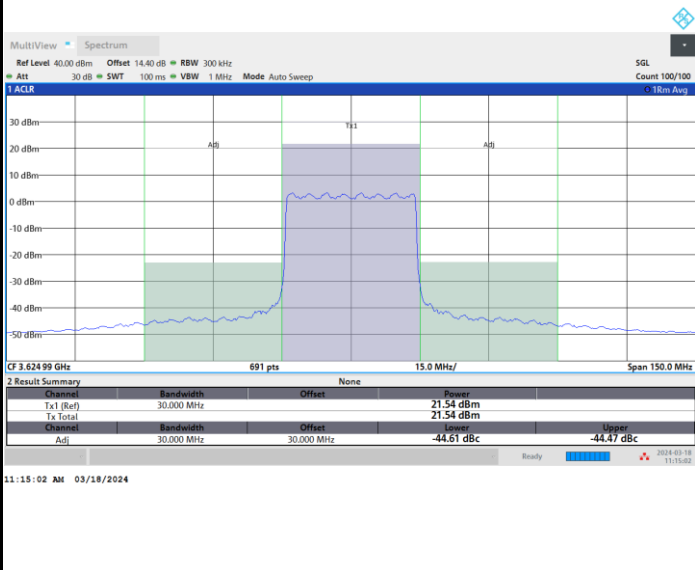 MultiView Spectrum
Ref Level 40.00 dBm Offset 14.40 dB RBW 300 kHz SGL
Att 30 dB SWT 100 ms VBW 1 MHz Mode Auto Sweep Count 100/100
1 ACLR 1Rm Avg
30 dBm
Tx1
20 dBm Adj Adj
10 dBm
0 dBm
-10 dBm
-20 dBm
-30 dBm
-40 dBm
-50 dBm
CF 3.624 99 GHz 691 pts 15.0 MHz/ Span 150.0 MHz
2 Result Summary None
Channel Bandwidth Offset Power
Tx1 (Ref) 30.000 MHz 21.54 dBm
Tx Total 21.54 dBm
Channel Bandwidth Offset Lower Upper
Adj 30.000 MHz 30.000 MHz -44.61 dBc -44.47 dBc
Ready 2024-03-18
11:15:02
11:15:02 AM 03/18/2024